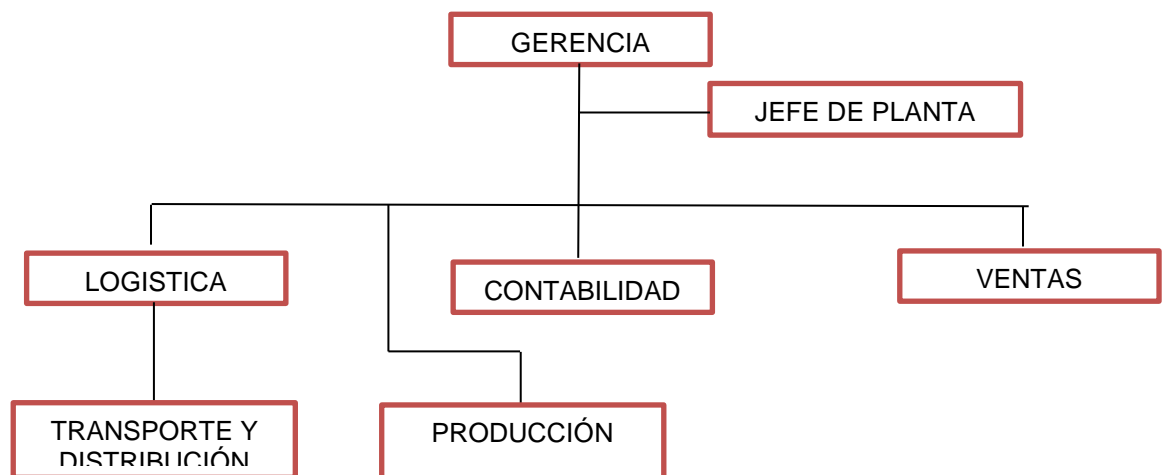 GERENCIA
JEFE DE PLANTA
LOGISTICA
CONTABILIDAD
VENTAS
TRANSPORTE Y
DISTRIBUCIÓN
PRODUCCIÓN